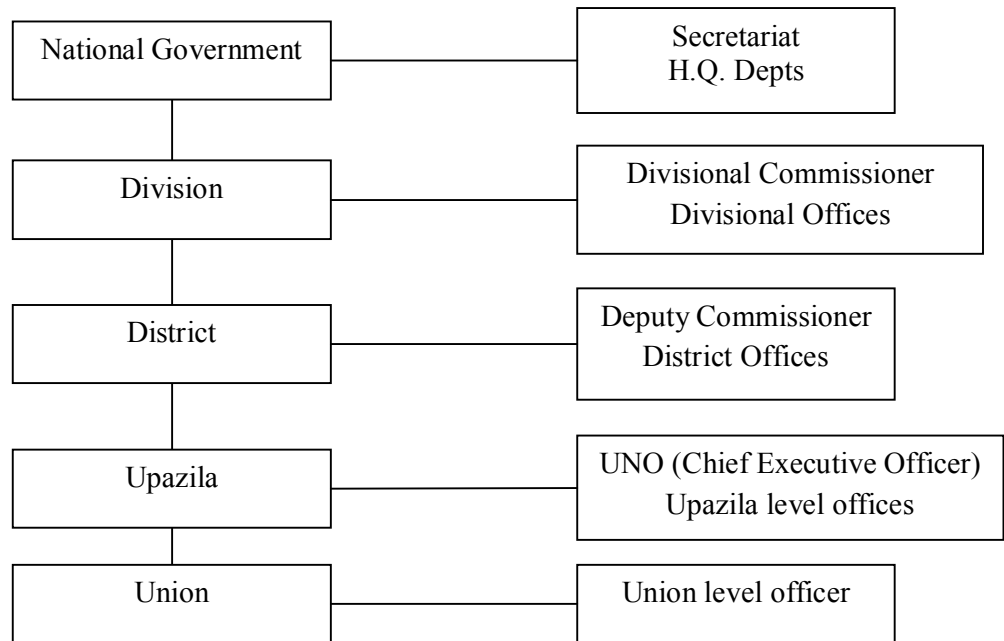 National Government
Secretariat
H.Q. Depts
Division
Divisional Commissioner
Divisional Offices
District
Deputy Commissioner
District Offices
Upazila
UNO (Chief Executive Officer)
Upazila level offices
Union
Union level officer